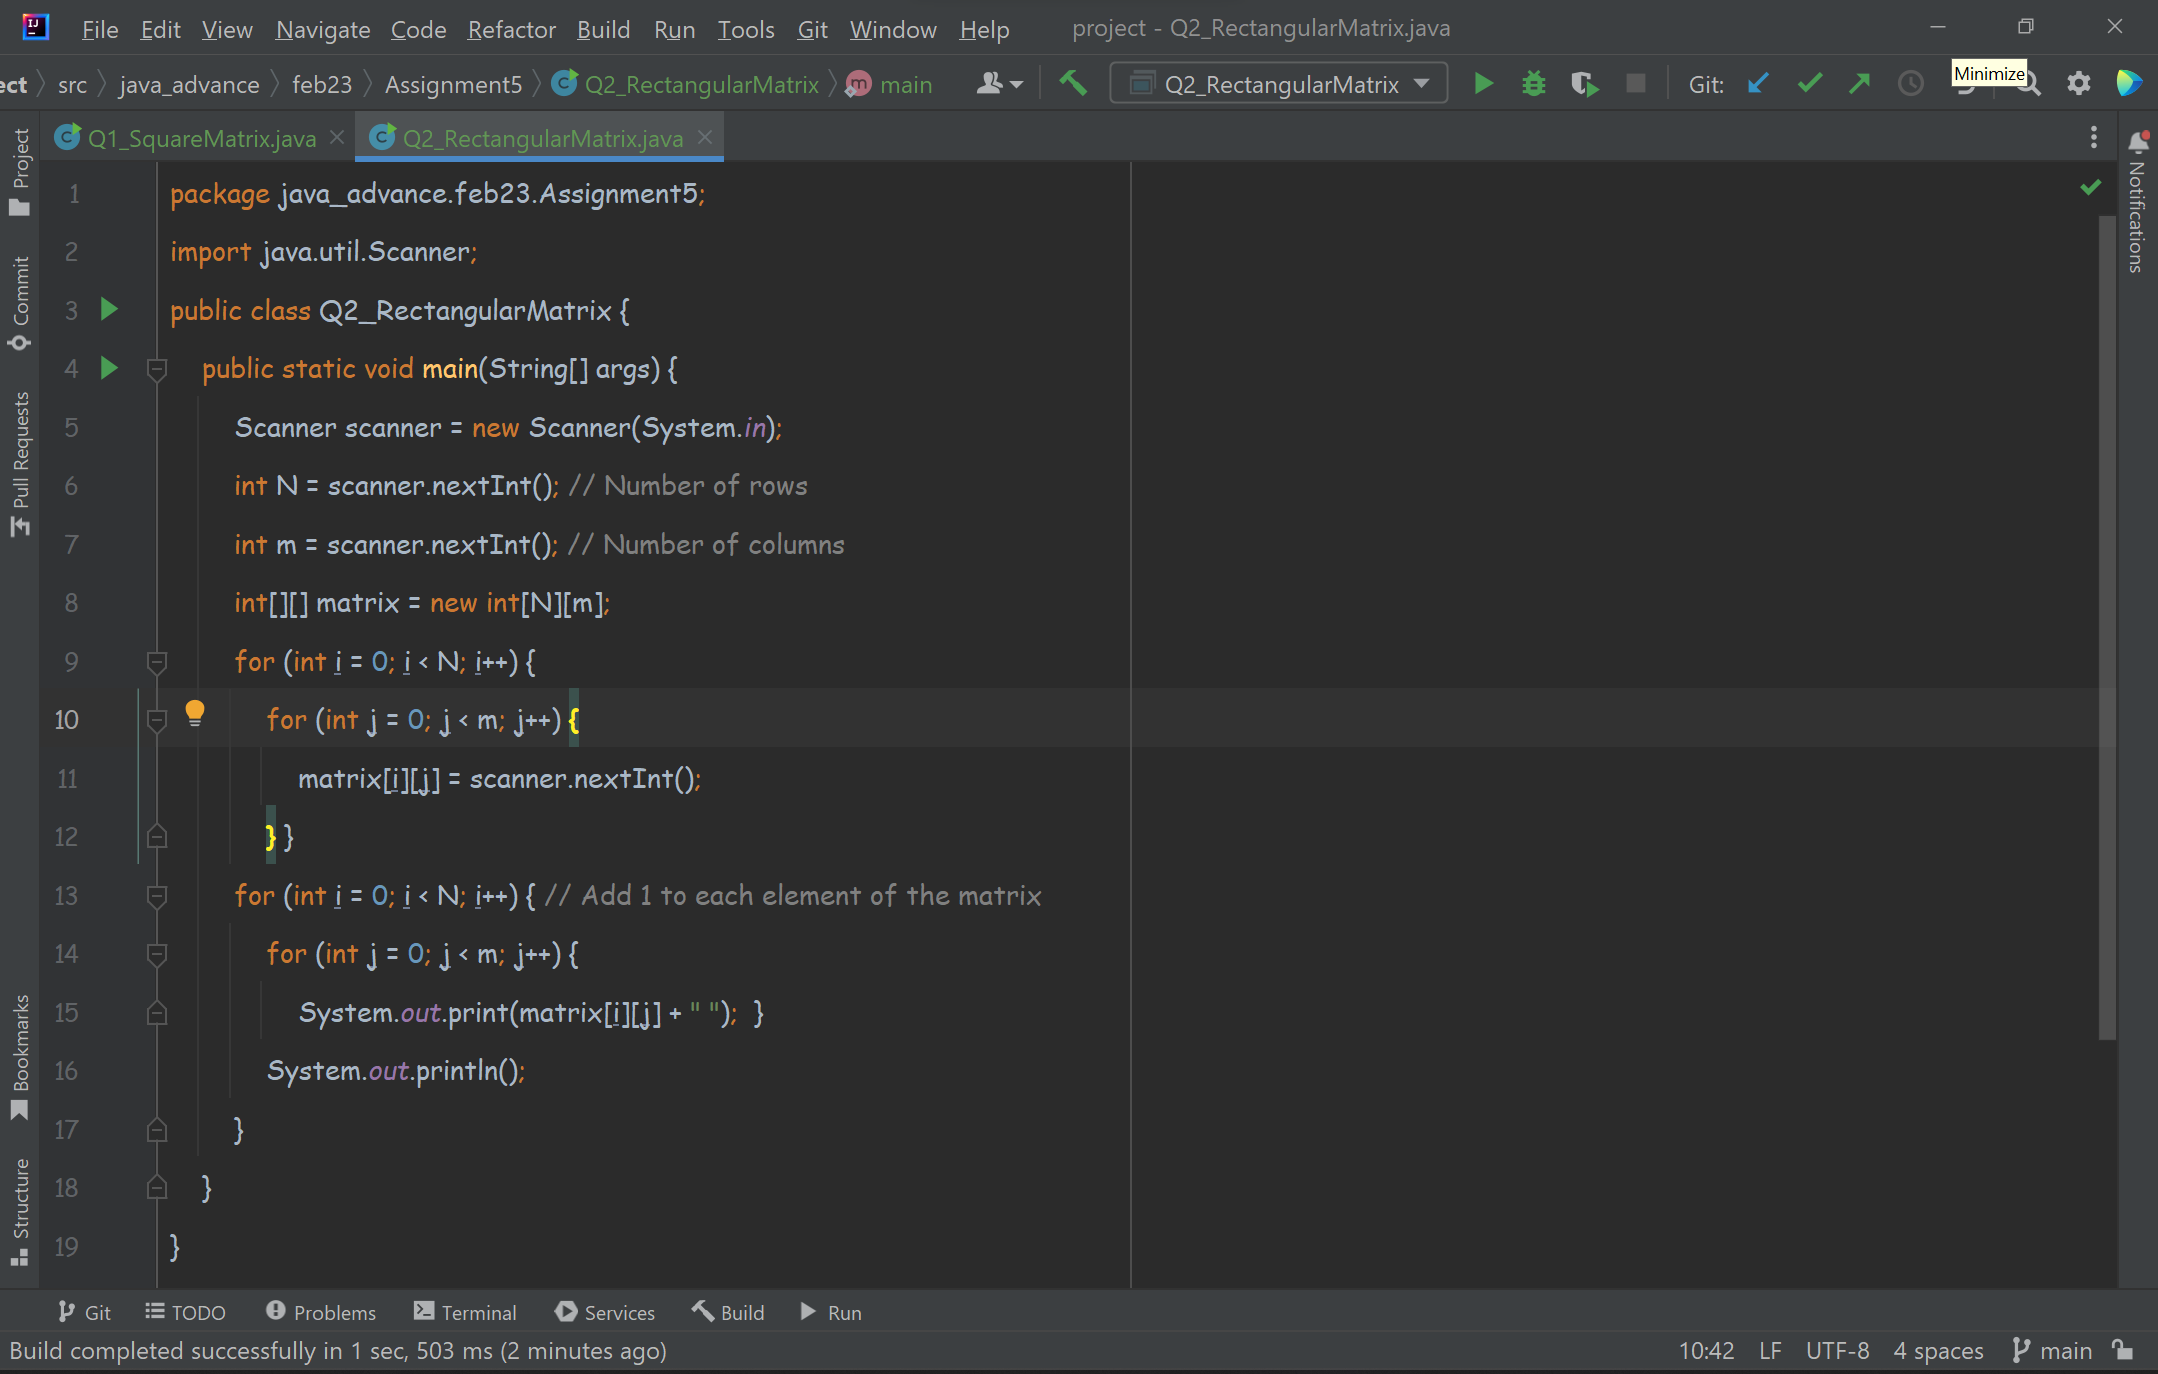 File Edit View Navigate Code Refactor Build Run Tools Git Window Help project - Q2_RectangularMatrix.java
ect src java_advance feb23 Assignment5 Q2_RectangularMatrix main Q2_RectangularMatrix Git: Minimize
Q1_SquareMatrix.java Q2_RectangularMatrix.java
Project
Commit
Pull Requests
Bookmarks
Structure
Notifications
1 package java_advance.feb23.Assignment5;
2 import java.util.Scanner;
3 public class Q2_RectangularMatrix {
4 public static void main(String[] args) {
5 Scanner scanner = new Scanner(System.in);
6 int N = scanner.nextInt(); // Number of rows
7 int m = scanner.nextInt(); // Number of columns
8 int[][] matrix = new int[N][m];
9 for (int i = 0; i < N; i++) {
10 for (int j = 0; j < m; j++) {
11 matrix[i][j] = scanner.nextInt();
12 } }
13 for (int i = 0; i < N; i++) { // Add 1 to each element of the matrix
14 for (int j = 0; j < m; j++) {
15 System.out.print(matrix[i][j] + " "); }
16 System.out.println();
17 }
18 }
19 }
Git TODO Problems Terminal Services Build Run
Build completed successfully in 1 sec, 503 ms (2 minutes ago) 10:42 LF UTF-8 4 spaces main